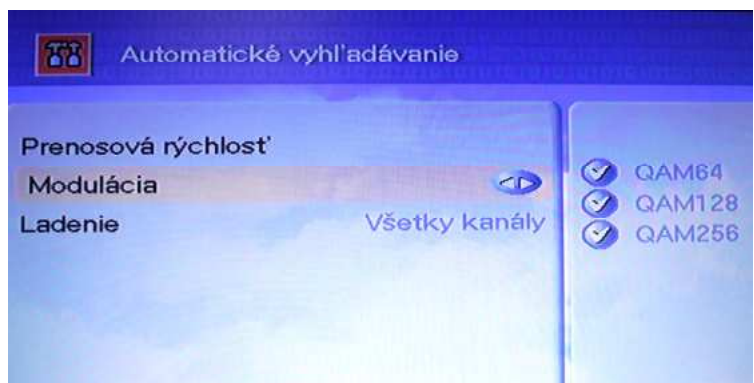 Automatické vyhľadávanie
Prenosová rýchlosť
Modulácia
Ladenie Všetky kanály
QAM64
QAM128
QAM256